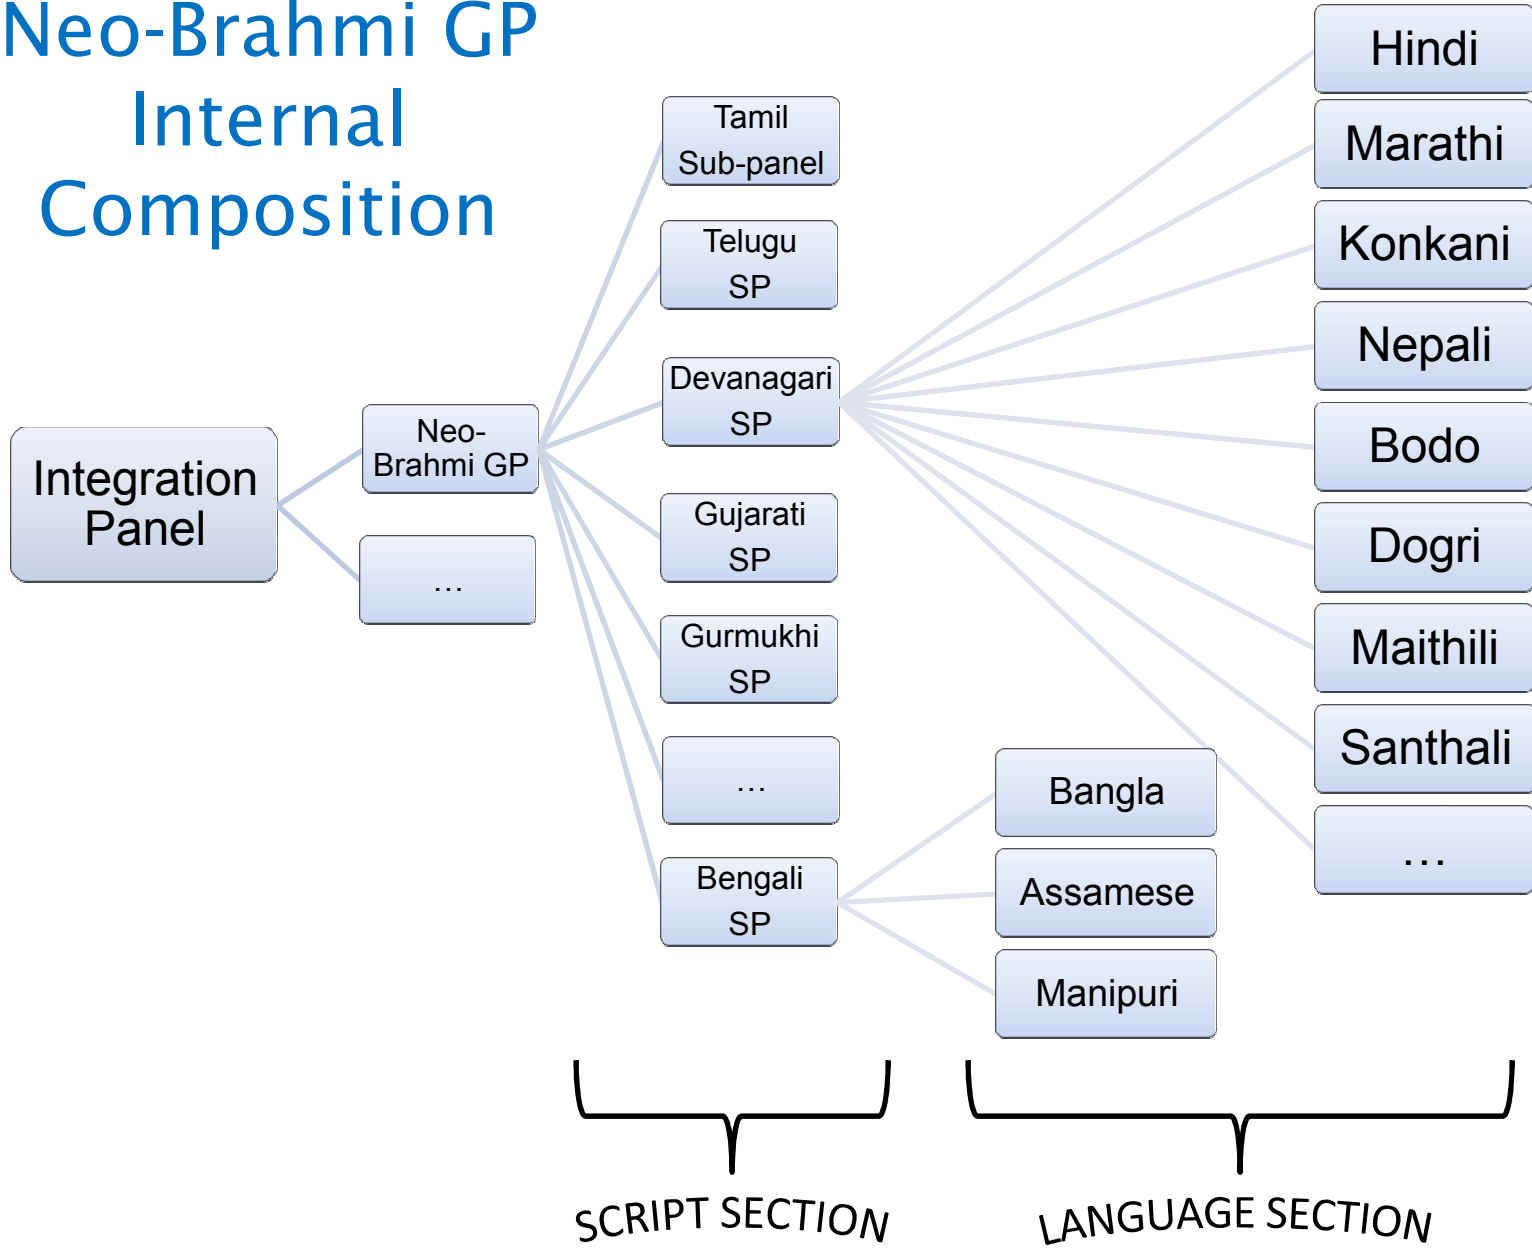 Neo-Brahmi GP
Internal
Composition
Integration
Panel
Neo-
Brahmi GP
...
Tamil
Sub-panel
Telugu
SP
Devanagari
SP
Gujarati
SP
Gurmukhi
SP
...
Bengali
SP
Bangla
Assamese
Manipuri
Hindi
Marathi
Konkani
Nepali
Bodo
Dogri
Maithili
Santhali
...
SCRIPT SECTION
LANGUAGE SECTION